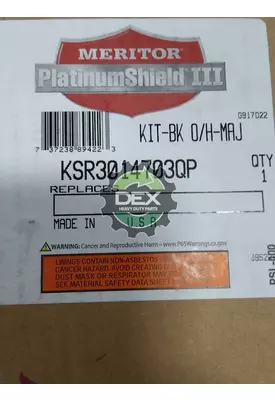 MERITOR
PlatinumShield III
0917022
7 37238 89422 3
KIT-BK O/H-MAJ
KSR3014703QP
QTY
1
REPLACES
DEX
HEAVY DUTY PARTS
MADE IN U.S.A
WARNING: Cancer and Reproductive Harm - www.P65Warnings.ca.gov
LININGS CONTAIN NON-ASBESTOS
CANCER HAZARD. AVOID CREATING
DUST MASK OR RESPIRATOR MAY
SEE MATERIAL SAFETY DATA SHEET